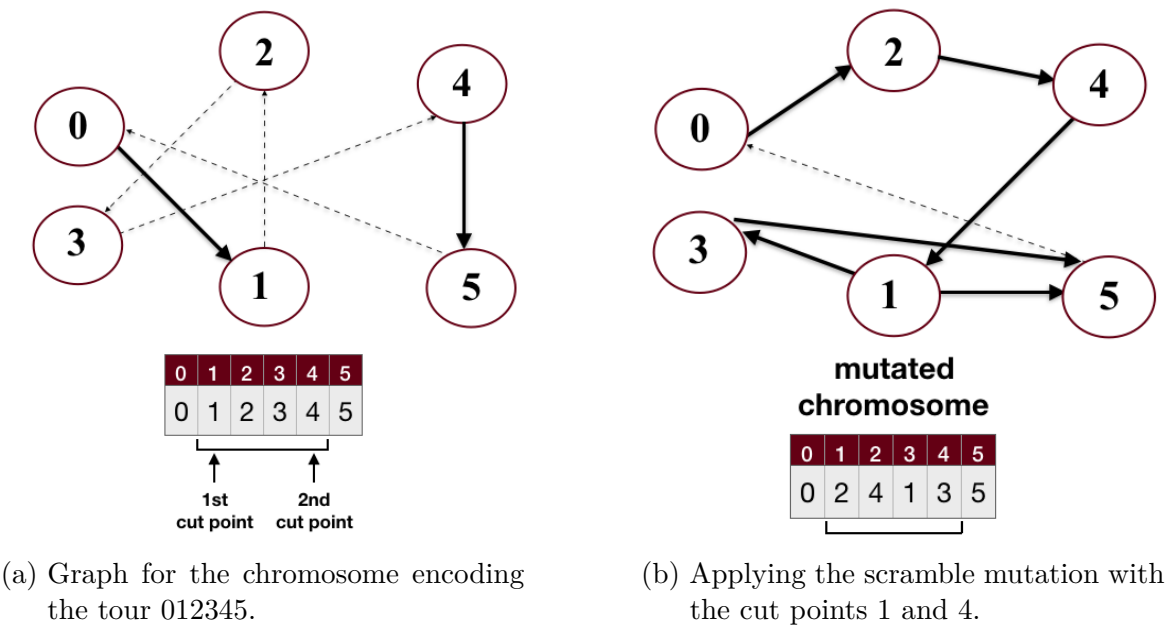 2
4
0
3
1
5
0 1 2 3 4 5
0 1 2 3 4 5
1st
cut point
2nd
cut point
(a) Graph for the chromosome encoding
the tour 012345.
2
4
0
3
1
5
mutated
chromosome
0 1 2 3 4 5
0 2 4 1 3 5
(b) Applying the scramble mutation with
the cut points 1 and 4.